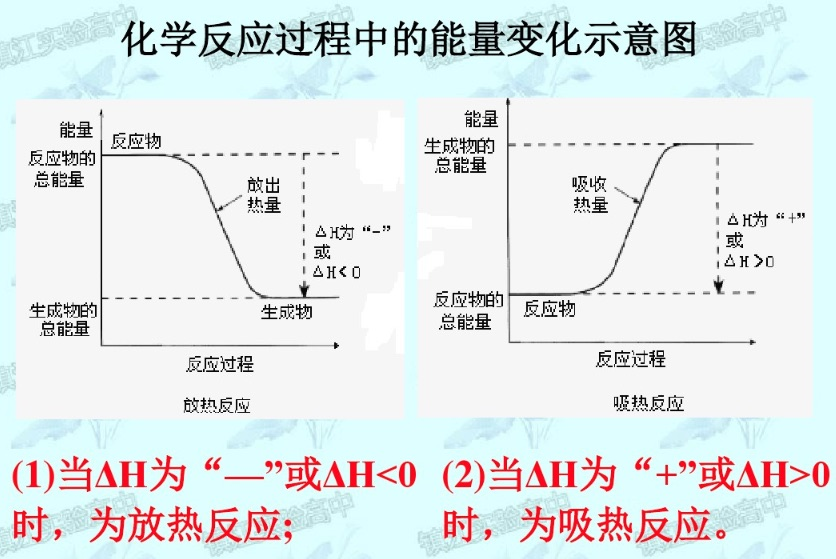 化学反应过程中的能量变化示意图
能量
反应物
反应物的
总能量
放出
热量
ΔH为“-”
或
ΔH<0
生成物的
总能量
生成物
反应过程
放热反应
能量
生成物的
总能量
吸收
热量
ΔH为“+”
或
ΔH>0
反应物的
总能量
反应物
反应过程
吸热反应
(1)当ΔH为“—”或ΔH<0
时，为放热反应;
(2)当ΔH为“+”或ΔH>0
时，为吸热反应。